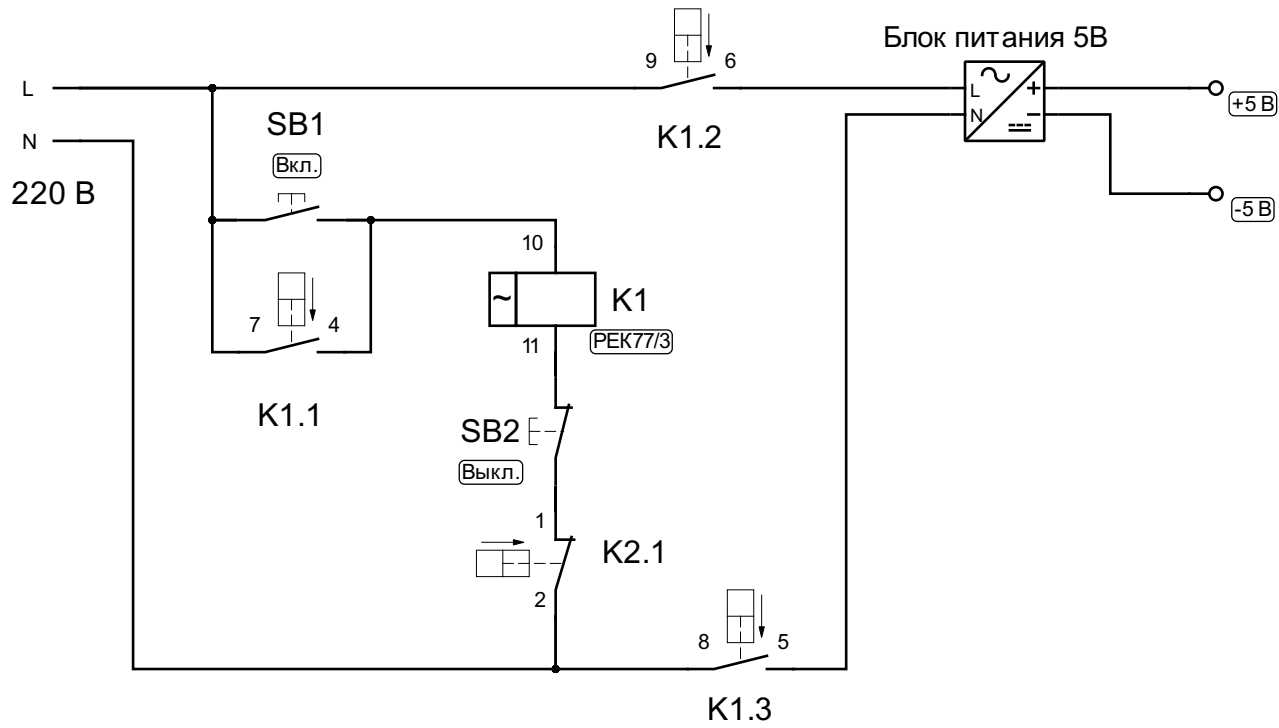 Блок питания 5В
9
6
L
L
+
+5 В
N
SB1
K1.2
N
−
Вкл.
220 В
-5 В
10
~
K1
7
4
РЕК77/3
11
K1.1
SB2
Выкл.
1
K2.1
2
8
5
K1.3